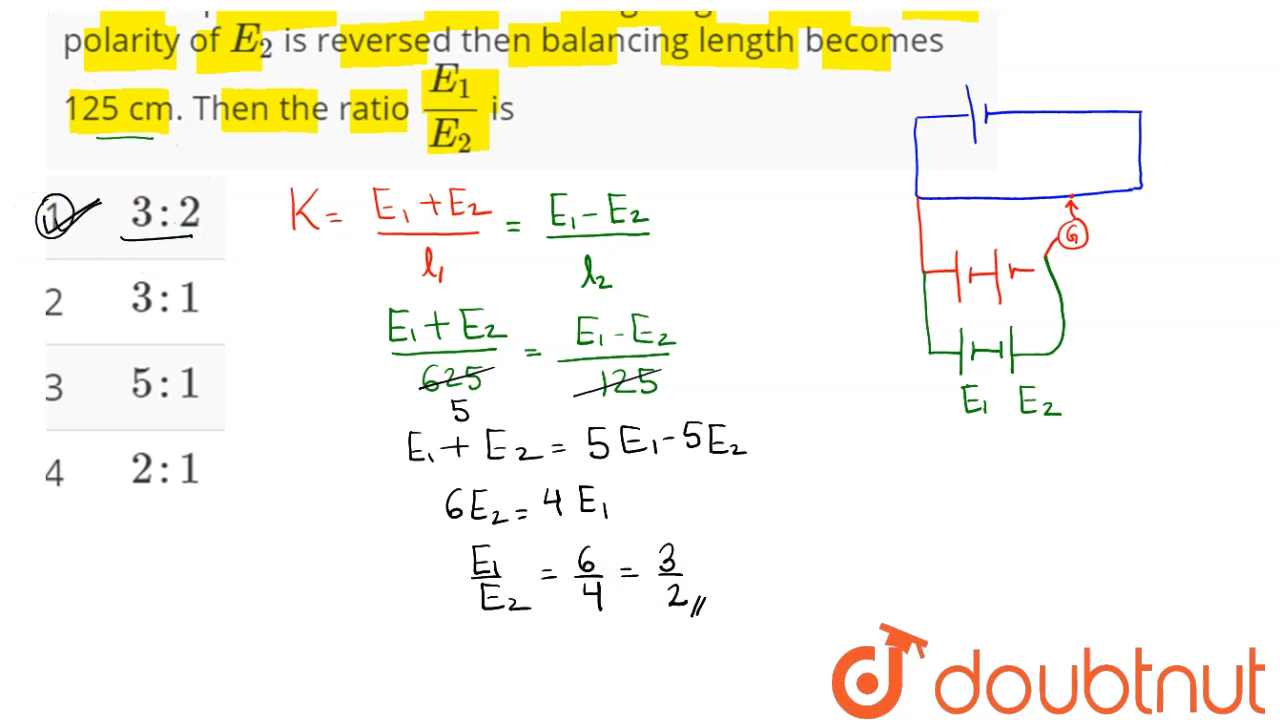 polarity of E₂ is reversed then balancing length becomes
125 cm. Then the ratio E₁/E₂ is
1 3 : 2
2 3 : 1
3 5 : 1
4 2 : 1
K = (E₁ + E₂)/l₁ = (E₁ - E₂)/l₂
(E₁ + E₂)/625 = (E₁ - E₂)/125
5
E₁ + E₂ = 5E₁ - 5E₂
6E₂ = 4E₁
E₁/E₂ = 6/4 = 3/2 //
G
E₁ E₂
doubtnut